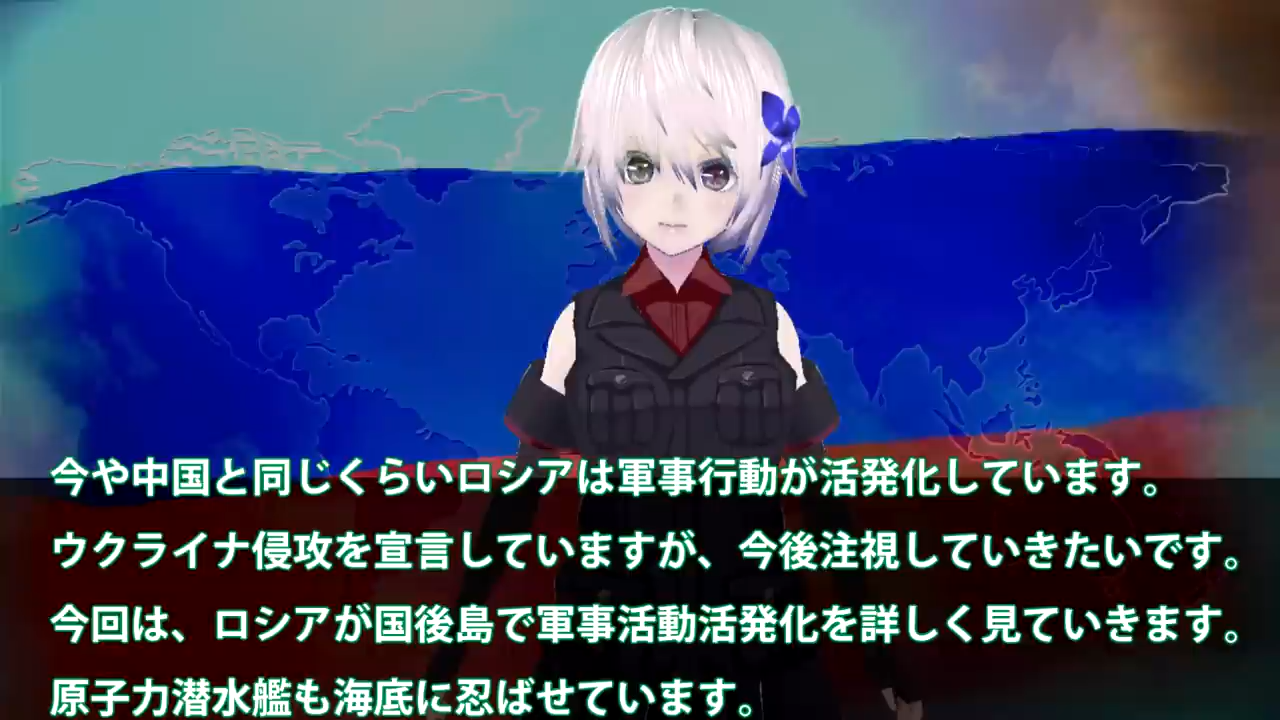 今や中国と同じくらいロシアは軍事行動が活発化しています。
ウクライナ侵攻を宣言していますが、今後注視していきたいです。
今回は、ロシアが国後島で軍事活動活発化を詳しく見ていきます。
原子力潜水艦も海底に忍ばせています。